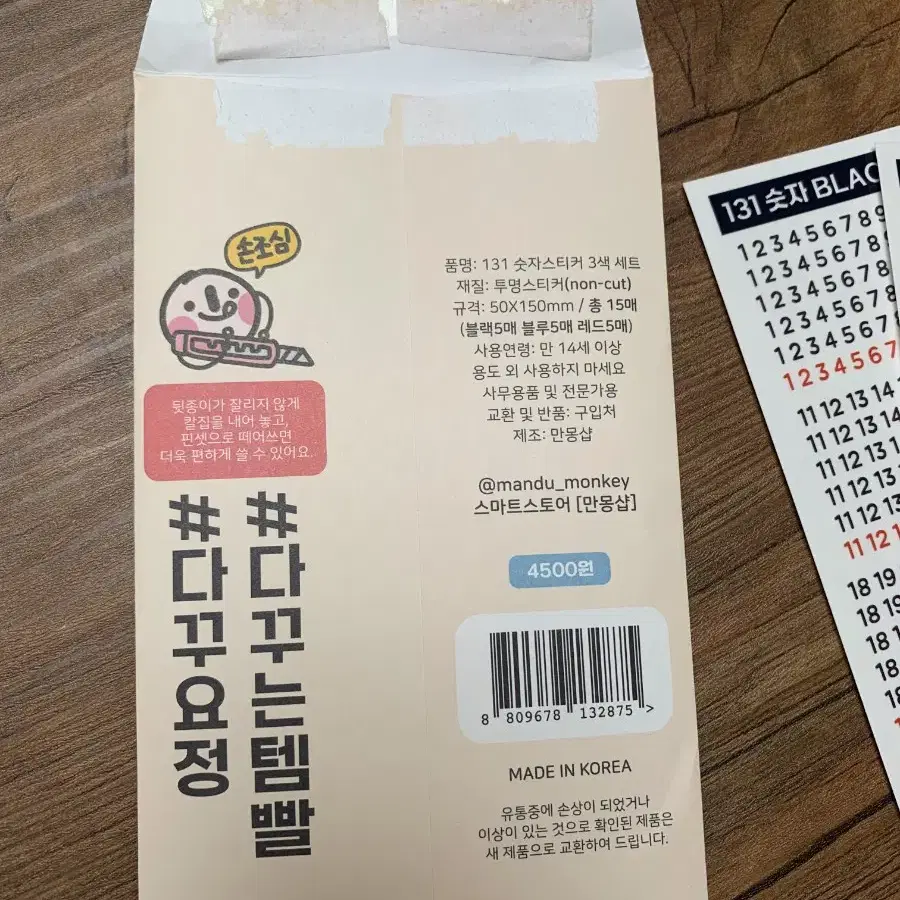 손조심
뒷종이가 잘리지 않게
칼집을 내어 놓고,
핀셋으로 떼어쓰면
더욱 편하게 쓸 수 있어요.
#다꾸는템빨
#다꾸요정
품명: 131 숫자스티커 3색 세트
재질: 투명스티커(non-cut)
규격: 50X150mm / 총 15매
(블랙5매 블루5매 레드5매)
사용연령: 만 14세 이상
용도 외 사용하지 마세요
사무용품 및 전문가용
교환 및 반품: 구입처
제조: 만몽샵
@mandu_monkey
스마트스토어 [만몽샵]
4500원
8 809678 132875 >
MADE IN KOREA
유통중에 손상이 되었거나
이상이 있는 것으로 확인된 제품은
새 제품으로 교환하여 드립니다.
131 숫자 BLAC
123456789
12345678
12345678
12345678
1234567
1234567
11 12 13 14 1
11 12 13 14
11 12 13 1
11 12 13
11 12 13
11 12 1
18 19
18 19
18 1
18
18